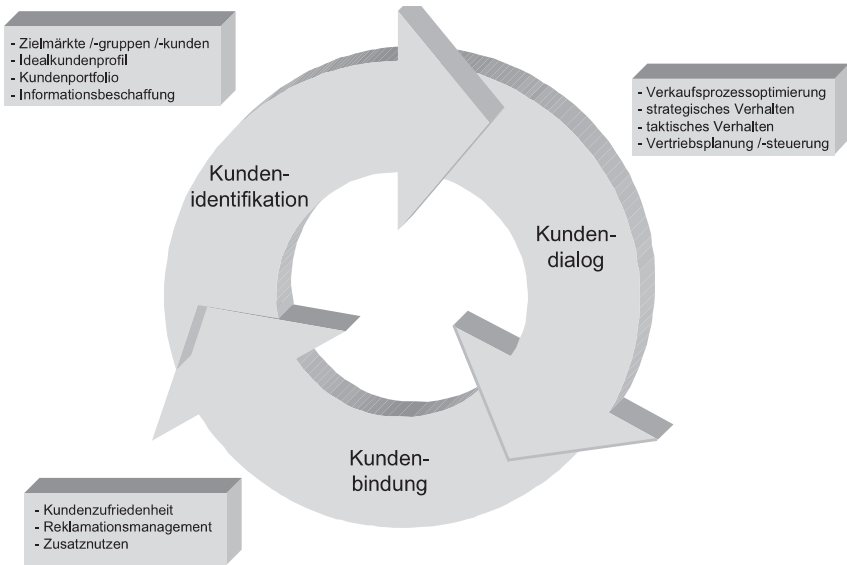 - Zielmärkte /-gruppen /-kunden
- Idealkundenprofil
- Kundenportfolio
- Informationsbeschaffung
- Verkaufsprozessoptimierung
- strategisches Verhalten
- taktisches Verhalten
- Vertriebsplanung /-steuerung
Kunden-
identifikation
Kunden-
dialog
Kunden-
bindung
- Kundenzufriedenheit
- Reklamationsmanagement
- Zusatznutzen